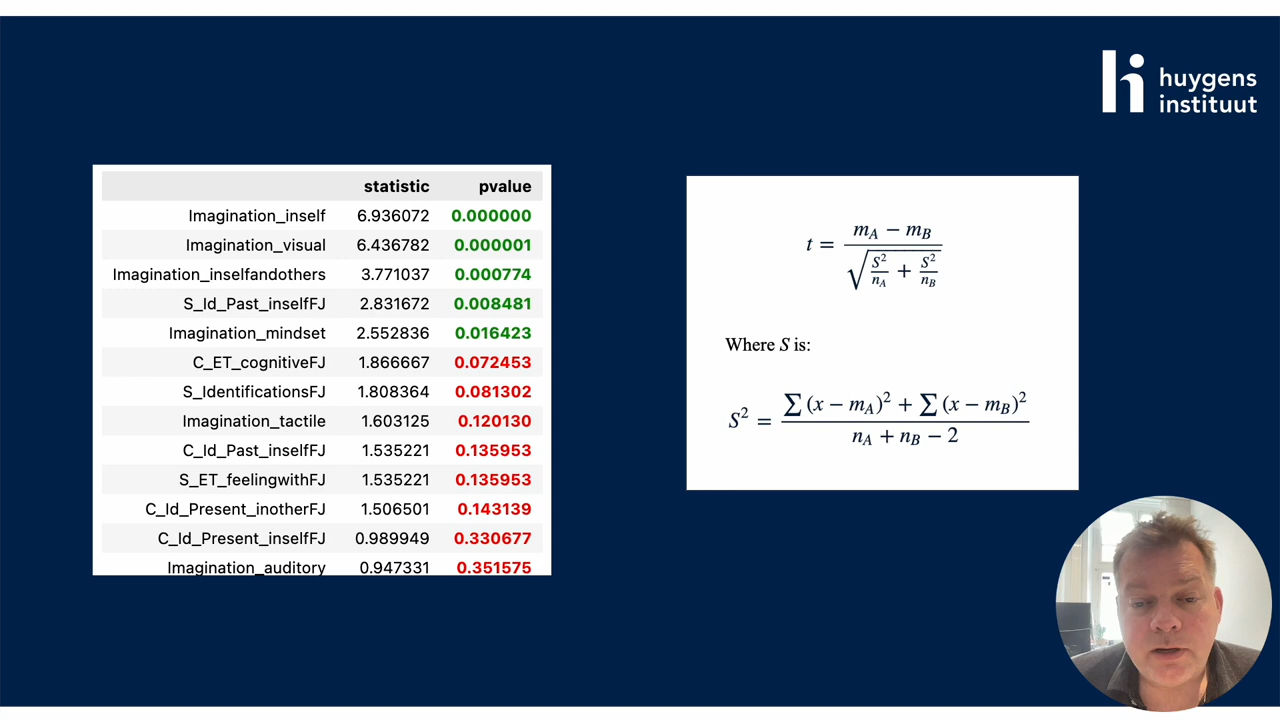 huygens
instituut
statistic pvalue
Imagination_inself 6.936072 0.000000
Imagination_visual 6.436782 0.000001
Imagination_inselfandothers 3.771037 0.000774
S_Id_Past_inselfFJ 2.831672 0.008481
Imagination_mindset 2.552836 0.016423
C_ET_cognitiveFJ 1.866667 0.072453
S_IdentificationsFJ 1.808364 0.081302
Imagination_tactile 1.603125 0.120130
C_Id_Past_inselfFJ 1.535221 0.135953
S_ET_feelingwithFJ 1.535221 0.135953
C_Id_Present_inotherFJ 1.506501 0.143139
C_Id_Present_inselfFJ 0.989949 0.330677
Imagination_auditory 0.947331 0.351575
t = (m_A − m_B) / √(S²/n_A + S²/n_B)
Where S is:
S² = (∑(x − m_A)² + ∑(x − m_B)²) / (n_A + n_B − 2)